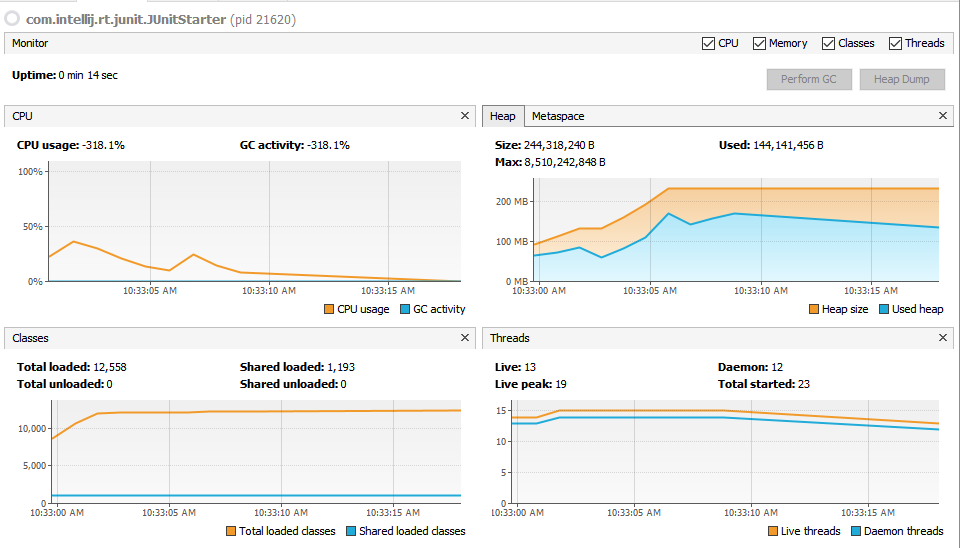 com.intellij.rt.junit.JUnitStarter (pid 21620)
Monitor
CPU Memory Classes Threads
Uptime: 0 min 14 sec
Perform GC Heap Dump
CPU
CPU usage: -318.1% GC activity: -318.1%
100%
50%
0%
10:33:05 AM 10:33:10 AM 10:33:15 AM
CPU usage GC activity
Heap Metaspace
Size: 244,318,240 B Used: 144,141,456 B
Max: 8,510,242,848 B
200 MB
100 MB
0 MB
10:33:00 AM 10:33:05 AM 10:33:10 AM 10:33:15 AM
Heap size Used heap
Classes
Total loaded: 12,558 Shared loaded: 1,193
Total unloaded: 0 Shared unloaded: 0
10,000
5,000
0
10:33:00 AM 10:33:05 AM 10:33:10 AM 10:33:15 AM
Total loaded classes Shared loaded classes
Threads
Live: 13 Daemon: 12
Live peak: 19 Total started: 23
15
10
5
0
10:33:00 AM 10:33:05 AM 10:33:10 AM 10:33:15 AM
Live threads Daemon threads